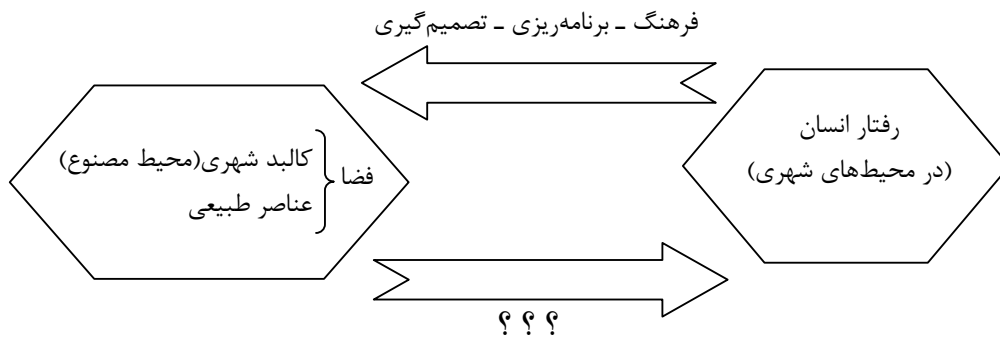 فرهنگ ـ برنامه‌ریزی ـ تصمیم‌گیری
رفتار انسان
(در محیط‌های شهری)
فضا
کالبد شهری(محیط مصنوع)
عناصر طبیعی
؟ ؟ ؟